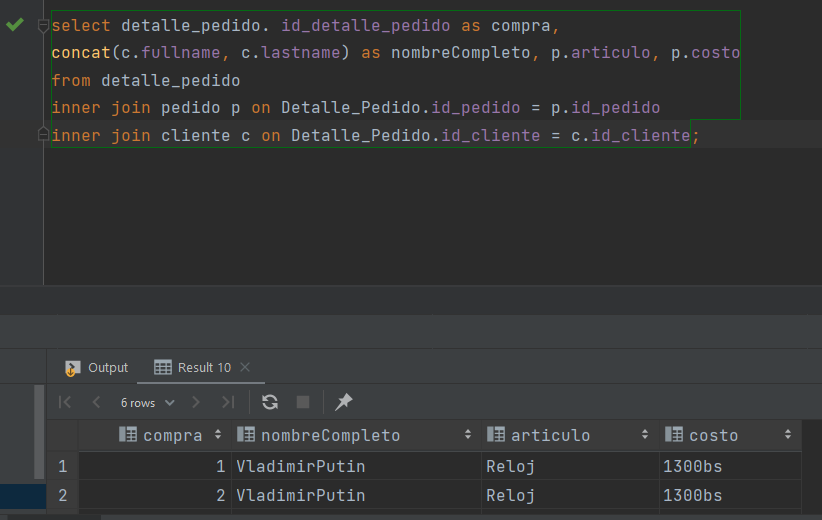 select detalle_pedido. id_detalle_pedido as compra,
concat(c.fullname, c.lastname) as nombreCompleto, p.articulo, p.costo
from detalle_pedido
inner join pedido p on Detalle_Pedido.id_pedido = p.id_pedido
inner join cliente c on Detalle_Pedido.id_cliente = c.id_cliente;
Output Result 10
6 rows
compra nombreCompleto articulo costo
1 1 VladimirPutin Reloj 1300bs
2 2 VladimirPutin Reloj 1300bs